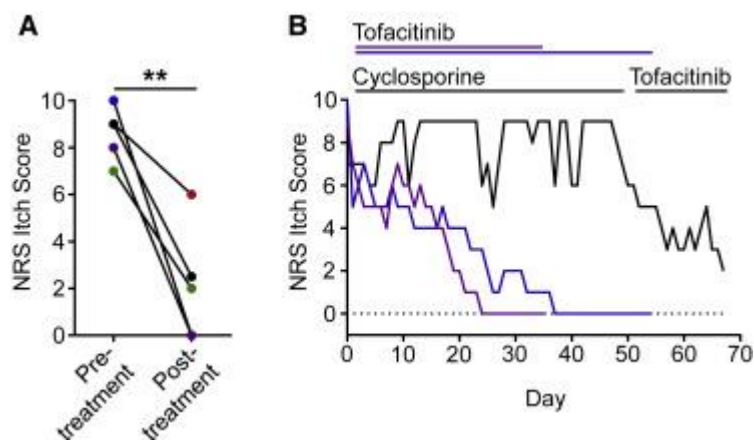 A
**
NRS Itch Score
10
8
6
4
2
0
Pre-
treatment
Post-
treatment
B
Tofacitinib
Cyclosporine Tofacitinib
NRS Itch Score
10
8
6
4
2
0
0 10 20 30 40 50 60 70
Day